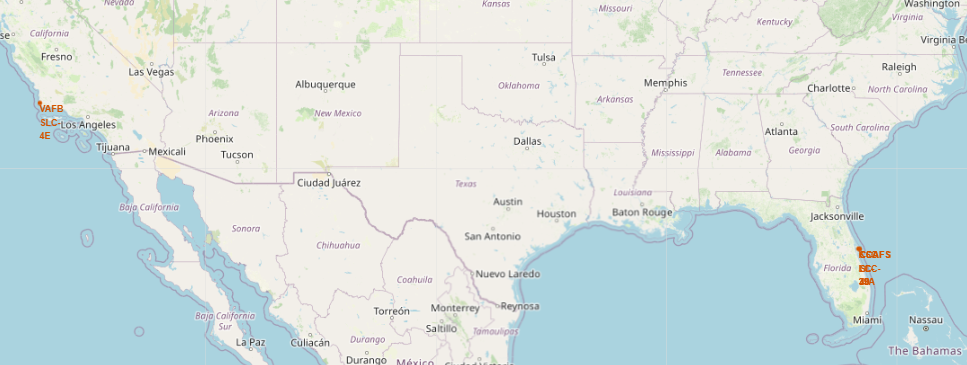 Nevada
Kansas
Missouri
Kentucky
Washington
Virginia
California
Fresno
Las Vegas
Tulsa
Virginia Be
Raleigh
Albuquerque
Oklahoma
Memphis
Tennessee
Charlotte
North Carolina
VAFB
SLC-
4E
Los Angeles
Arizona
New Mexico
Arkansas
South Carolina
Phoenix
Dallas
Atlanta
Tijuana
Mexicali
Tucson
Mississippi
Alabama
Georgia
Ciudad Juárez
Texas
Louisiana
Baja California
Austin
Houston
Baton Rouge
Jacksonville
Sonora
Chihuahua
San Antonio
Florida
Coahuila
Nuevo Laredo
Baja California
Sur
Torreón
Monterrey
Reynosa
Saltillo
Tamaulipas
Miami
Nassau
La Paz
Culiacán
Durango
Durango
México
The Bahamas